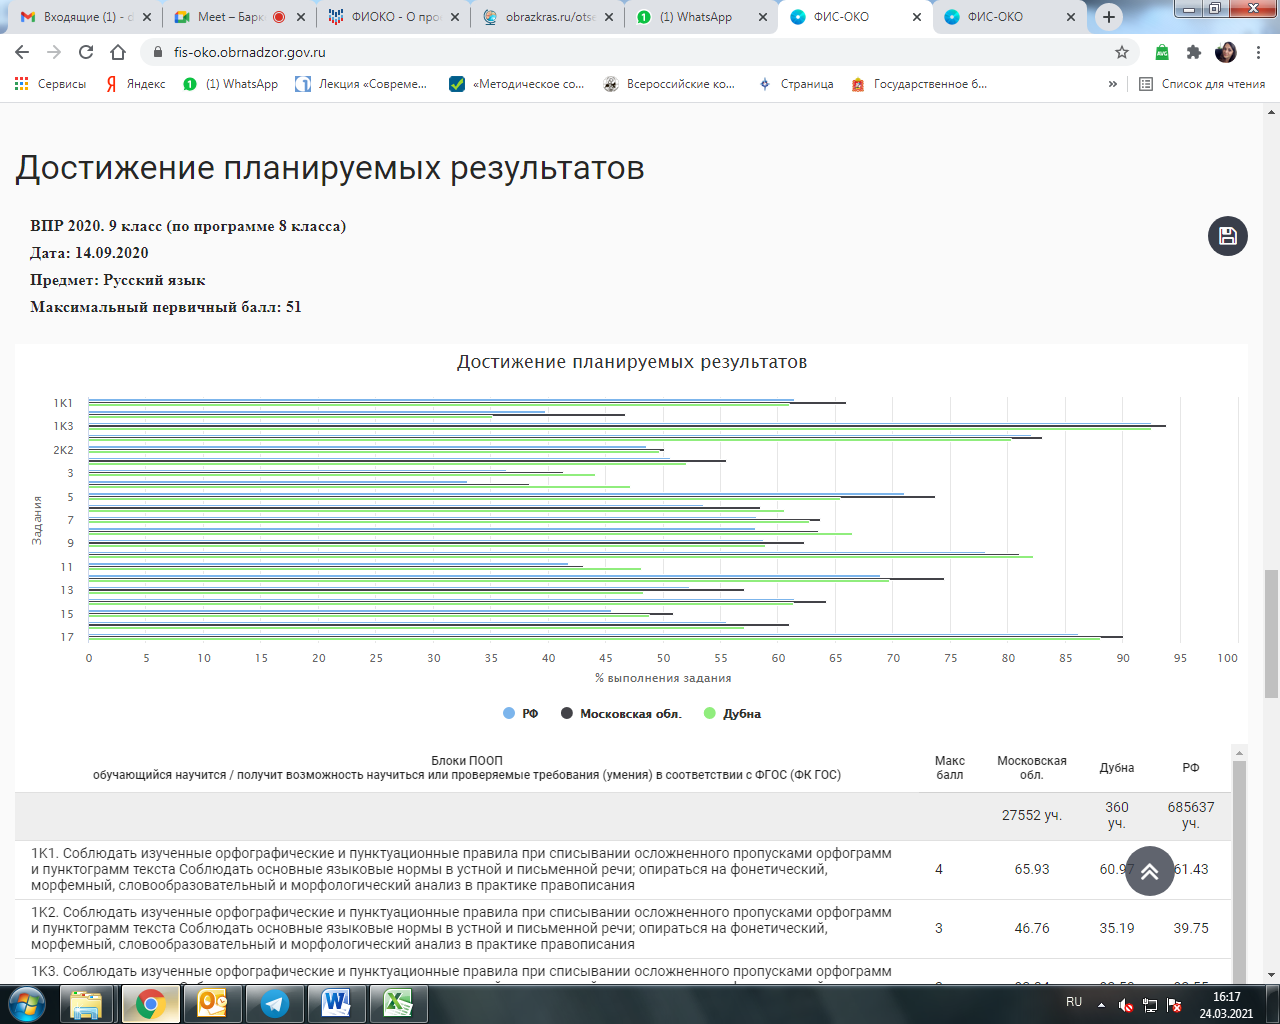 Входящие (1) - d
Meet – Барк
ФИОКО - О про
obrazkras.ru/otse
(1) WhatsApp
ФИС-ОКО
ФИС-ОКО
fis-oko.obrnadzor.gov.ru
Сервисы
Яндекс
(1) WhatsApp
Лекция «Совреме...
«Методическое со...
Всероссийские ко...
Страница
Государственное б...
»
Список для чтения
Достижение планируемых результатов
ВПР 2020. 9 класс (по программе 8 класса)
Дата: 14.09.2020
Предмет: Русский язык
Максимальный первичный балл: 51
Достижение планируемых результатов
Задания
1K1
1K3
2K2
3
5
7
9
11
13
15
17
0 5 10 15 20 25 30 35 40 45 50 55 60 65 70 75 80 85 90 95 100
% выполнения задания
РФ Московская обл. Дубна
Блоки ПООП
обучающийся научится / получит возможность научиться или проверяемые требования (умения) в соответствии с ФГОС (ФК ГОС)
Макс
балл
Московская
обл.
Дубна
РФ
27552 уч.
360
уч.
685637
уч.
1K1. Соблюдать изученные орфографические и пунктуационные правила при списывании осложненного пропусками орфограмм
и пунктограмм текста Соблюдать основные языковые нормы в устной и письменной речи; опираться на фонетический,
морфемный, словообразовательный и морфологический анализ в практике правописания
4 65.93 60.97 61.43
1K2. Соблюдать изученные орфографические и пунктуационные правила при списывании осложненного пропусками орфограмм
и пунктограмм текста Соблюдать основные языковые нормы в устной и письменной речи; опираться на фонетический,
морфемный, словообразовательный и морфологический анализ в практике правописания
3 46.76 35.19 39.75
1K3. Соблюдать изученные орфографические и пунктуационные правила при списывании осложненного пропусками орфограмм
RU
16:17
24.03.2021